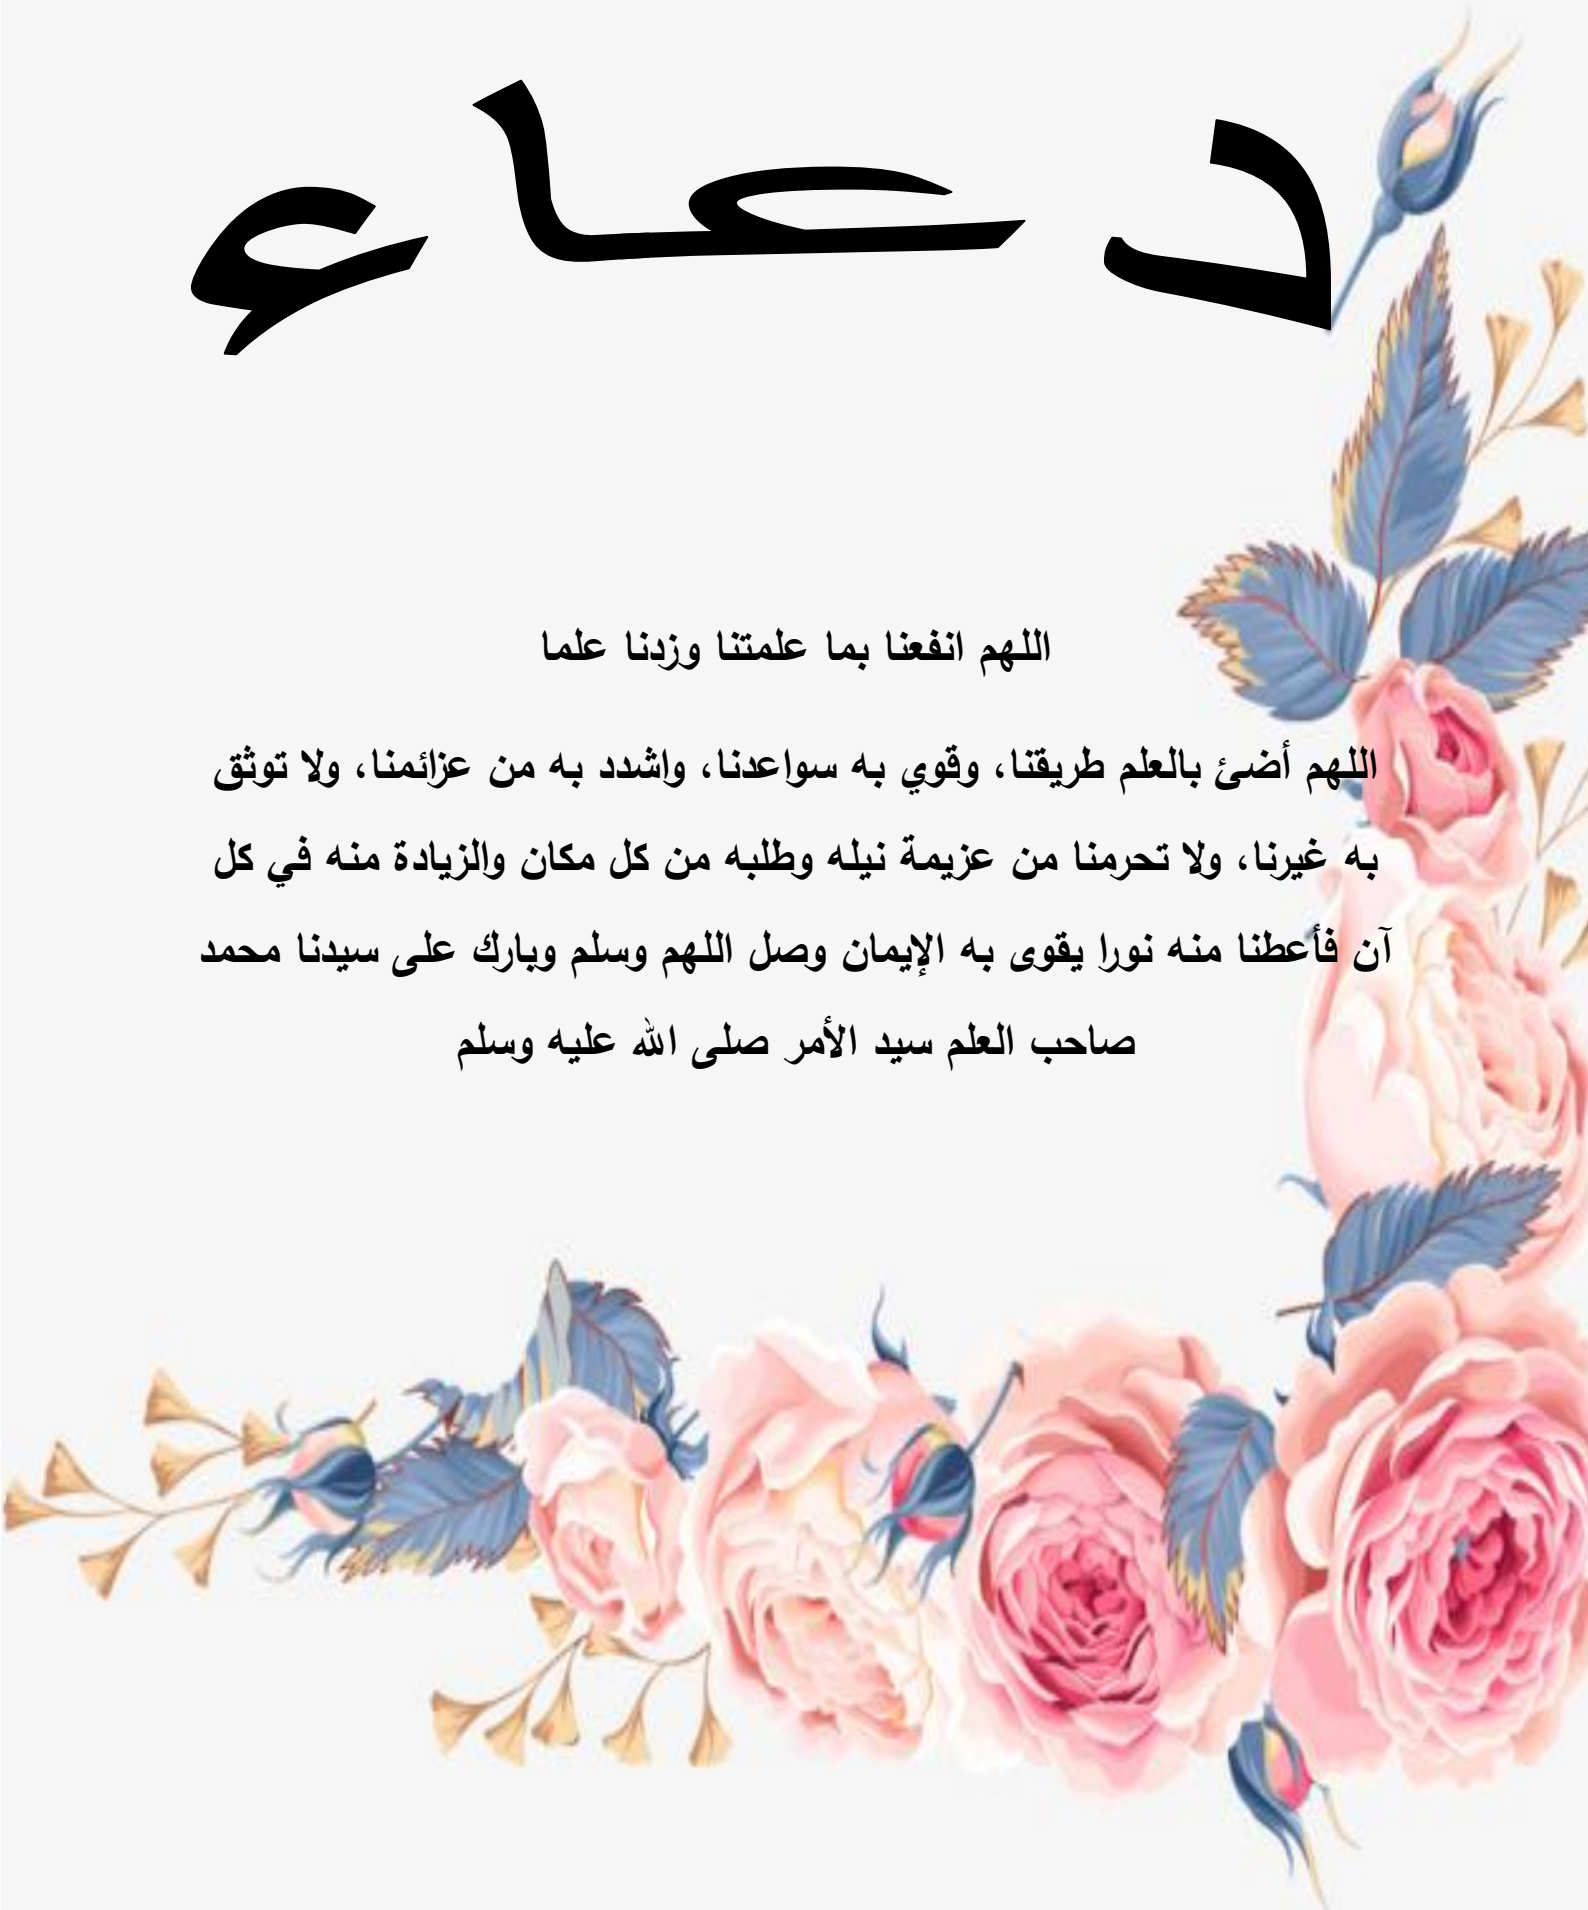 دعاء
اللهم انفعنا بما علمتنا وزدنا علما
اللهم أضئ بالعلم طريقتنا، وقوي به سواعدنا، واشدد به من عزائمنا، ولا توثق
به غيرنا، ولا تحرمنا من عزيمة نيله وطلبه من كل مكان والزيادة منه في كل
آن فأعطنا منه نورا يقوى به الإيمان وصل اللهم وسلم وبارك على سيدنا محمد
صاحب العلم سيد الأمر صلى الله عليه وسلم